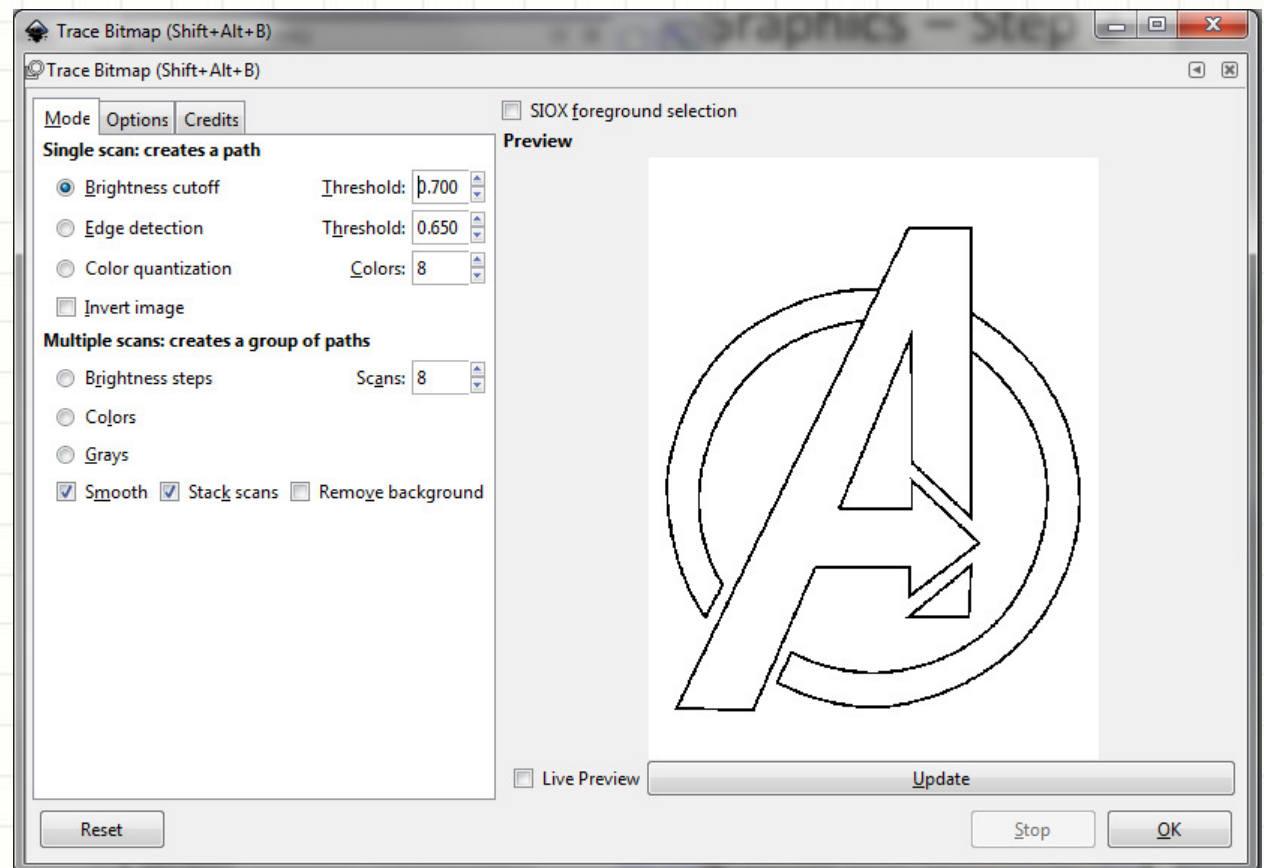 Graphics – Step
Trace Bitmap (Shift+Alt+B)
Trace Bitmap (Shift+Alt+B)
Mode Options Credits
SIOX foreground selection
Single scan: creates a path
Preview
Brightness cutoff Threshold: 0.700
Edge detection Threshold: 0.650
Color quantization Colors: 8
Invert image
Multiple scans: creates a group of paths
Brightness steps Scans: 8
Colors
Grays
Smooth Stack scans Remove background
Live Preview Update
Reset Stop OK